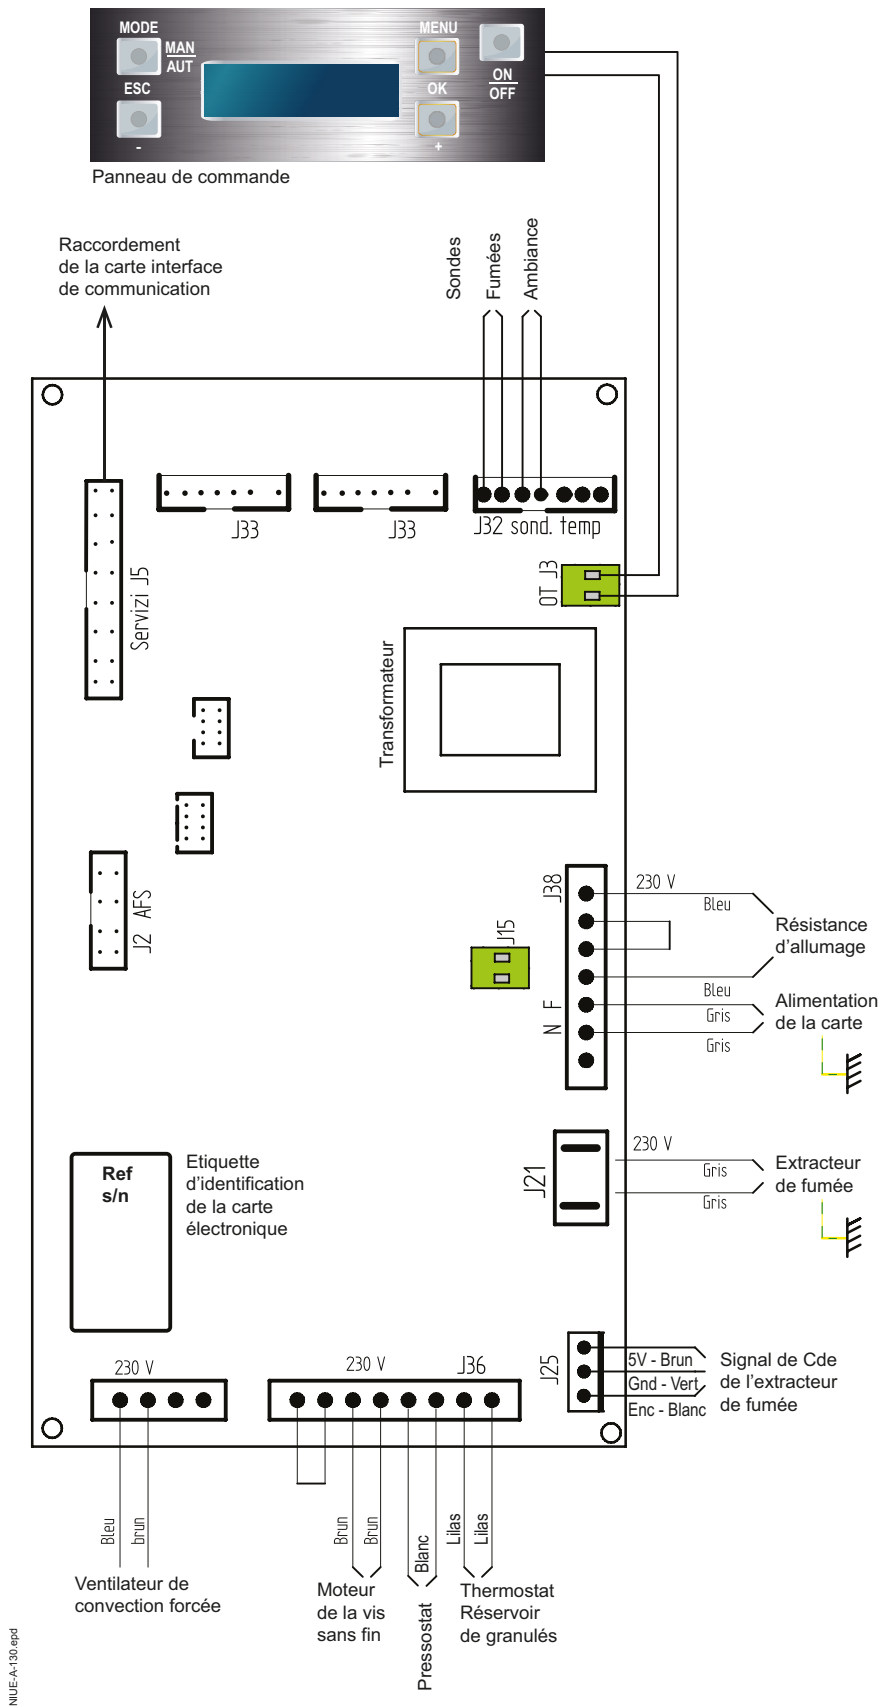 MODE
MAN
AUT
ESC
-
MENU
OK
+
ON
OFF
Panneau de commande
Raccordement
de la carte interface
de communication
Sondes
Fumées
Ambiance
J33
J33
J32 sond. temp
Servizi J5
OT J3
Transformateur
J2 AFS
J15
J38
230 V
Bleu
Résistance
d'allumage
Bleu
N F
Gris
Gris
Alimentation
de la carte
Ref
s/n
Etiquette
d'identification
de la carte
électronique
J21
230 V
Gris
Gris
Extracteur
de fumée
J25
5V - Brun
Gnd - Vert
Enc - Blanc
Signal de Cde
de l'extracteur
de fumée
230 V
230 V
J36
Bleu
brun
Brun
Brun
Blanc
Lilas
Lilas
Ventilateur de
convection forcée
Moteur
de la vis
sans fin
Pressostat
Thermostat
Réservoir
de granulés
NIUE-A-130.epd